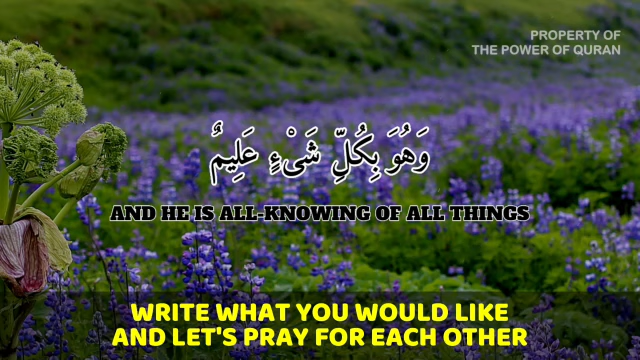 PROPERTY OF
THE POWER OF QURAN
وَهُوَ بِكُلِّ شَىْءٍ عَلِيمٌ
AND HE IS ALL-KNOWING OF ALL THINGS
WRITE WHAT YOU WOULD LIKE
AND LET'S PRAY FOR EACH OTHER